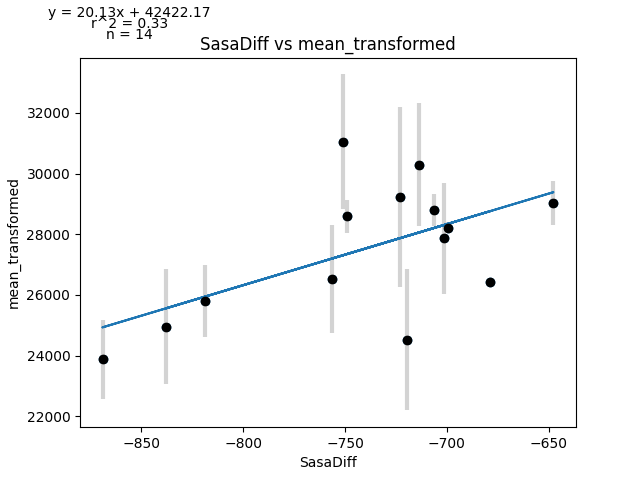 y = 20.13x + 42422.17
r^2 = 0.33
n = 14
SasaDiff vs mean_transformed
32000
30000
28000
26000
24000
22000
mean_transformed
−850
−800
−750
−700
−650
SasaDiff